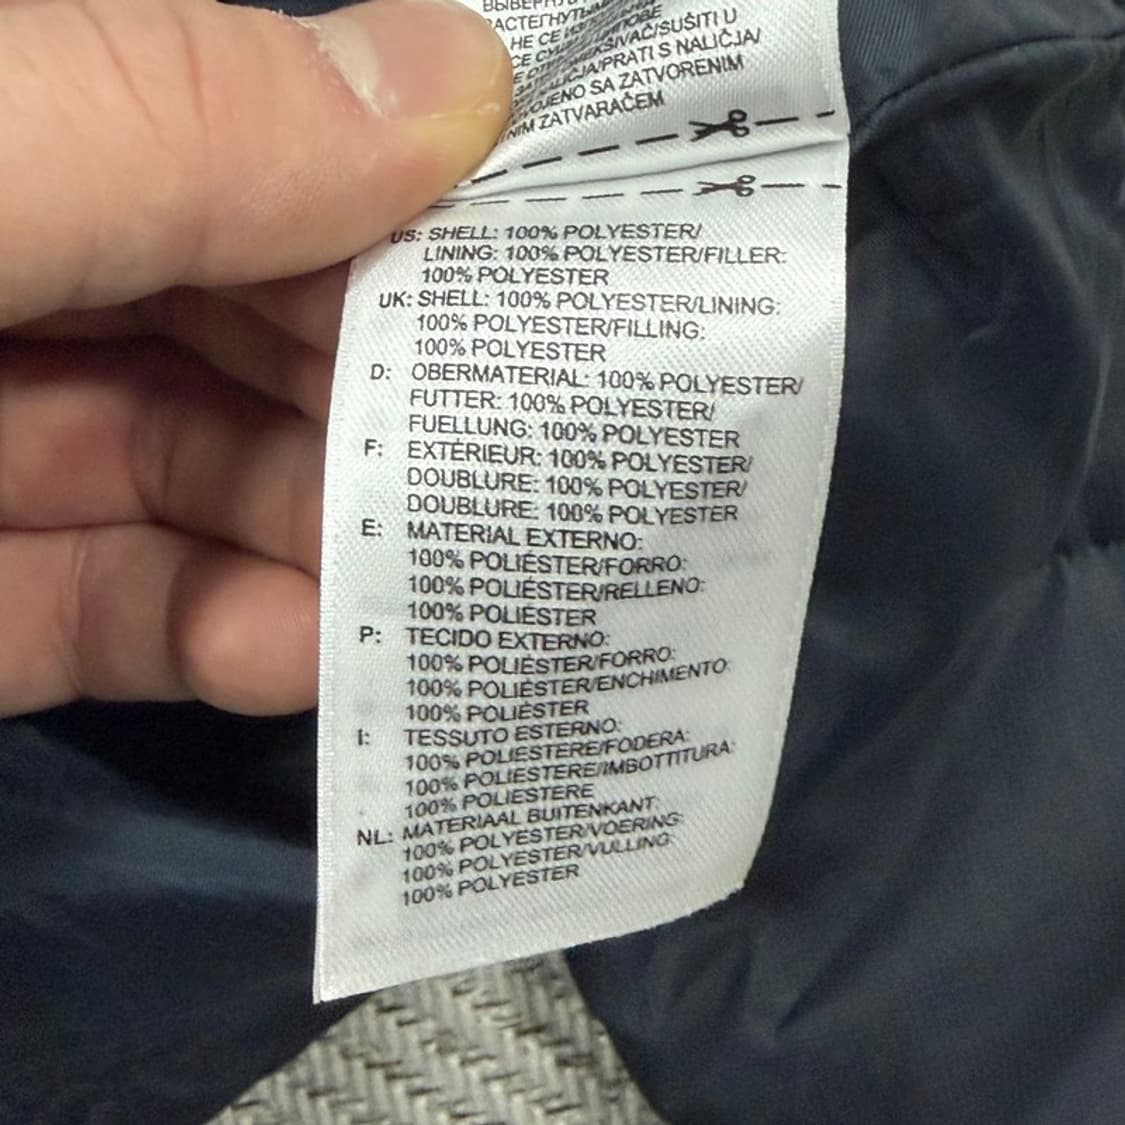 НЕ СЕ
SUŠITI U
PRATI S NALIČJA/
SA ZATVORENIM
ZATVARAČEM
US: SHELL: 100% POLYESTER/
LINING: 100% POLYESTER/FILLER:
100% POLYESTER
UK: SHELL: 100% POLYESTER/LINING:
100% POLYESTER/FILLING:
100% POLYESTER
D: OBERMATERIAL: 100% POLYESTER/
FUTTER: 100% POLYESTER/
FUELLUNG: 100% POLYESTER
F: EXTÉRIEUR: 100% POLYESTER/
DOUBLURE: 100% POLYESTER/
DOUBLURE: 100% POLYESTER
E: MATERIAL EXTERNO:
100% POLIÉSTER/FORRO:
100% POLIÉSTER/RELLENO:
100% POLIÉSTER
P: TECIDO EXTERNO:
100% POLIÉSTER/FORRO:
100% POLIÉSTER/ENCHIMENTO:
100% POLIÉSTER
I: TESSUTO ESTERNO:
100% POLIESTERE/FODERA:
100% POLIESTERE/IMBOTTITURA:
100% POLIESTERE
NL: MATERIAAL BUITENKANT:
100% POLYESTER/VOERING:
100% POLYESTER/VULLING:
100% POLYESTER